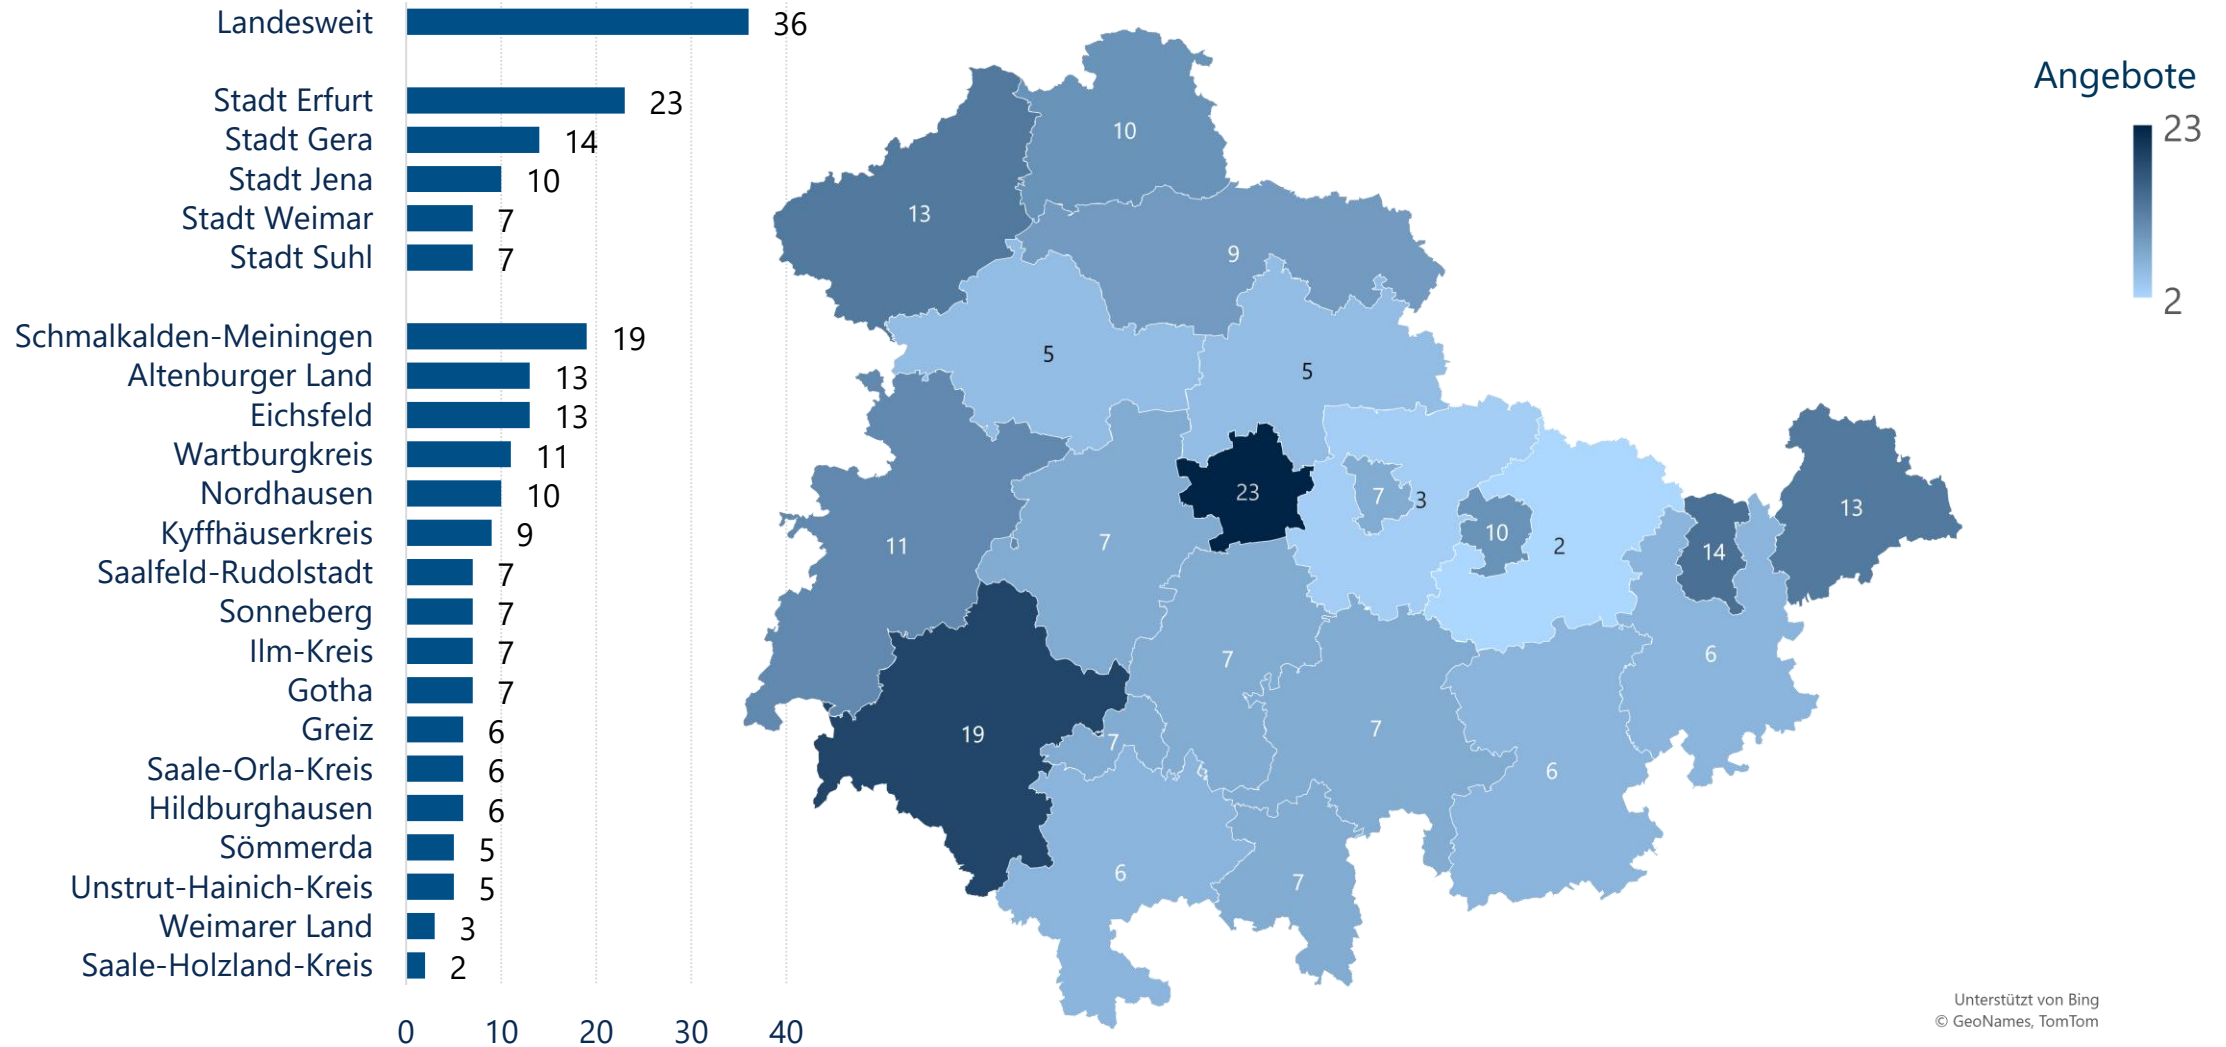 Landesweit 36
Stadt Erfurt 23
Stadt Gera 14
Stadt Jena 10
Stadt Weimar 7
Stadt Suhl 7
Schmalkalden-Meiningen 19
Altenburger Land 13
Eichsfeld 13
Wartburgkreis 11
Nordhausen 10
Kyffhäuserkreis 9
Saalfeld-Rudolstadt 7
Sonneberg 7
Ilm-Kreis 7
Gotha 7
Greiz 6
Saale-Orla-Kreis 6
Hildburghausen 6
Sömmerda 5
Unstrut-Hainich-Kreis 5
Weimarer Land 3
Saale-Holzland-Kreis 2
0 10 20 30 40
10
13
9
5
5
23
7
3
10
2
14
13
11
7
7
6
19
7
7
6
6
7
Angebote
23
2
Unterstützt von Bing
© GeoNames, TomTom